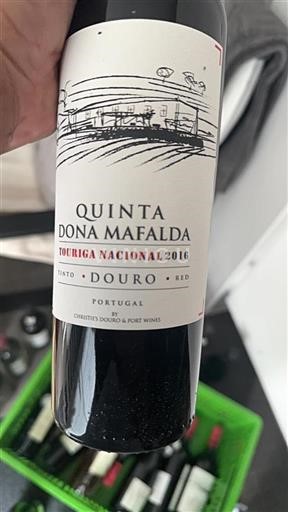 QUINTA
DONA MAFALDA
TOURIGA NACIONAL 2016
TINTO • DOURO • RED
PORTUGAL
BY
CHRISTIE'S DOURO & PORT WINES